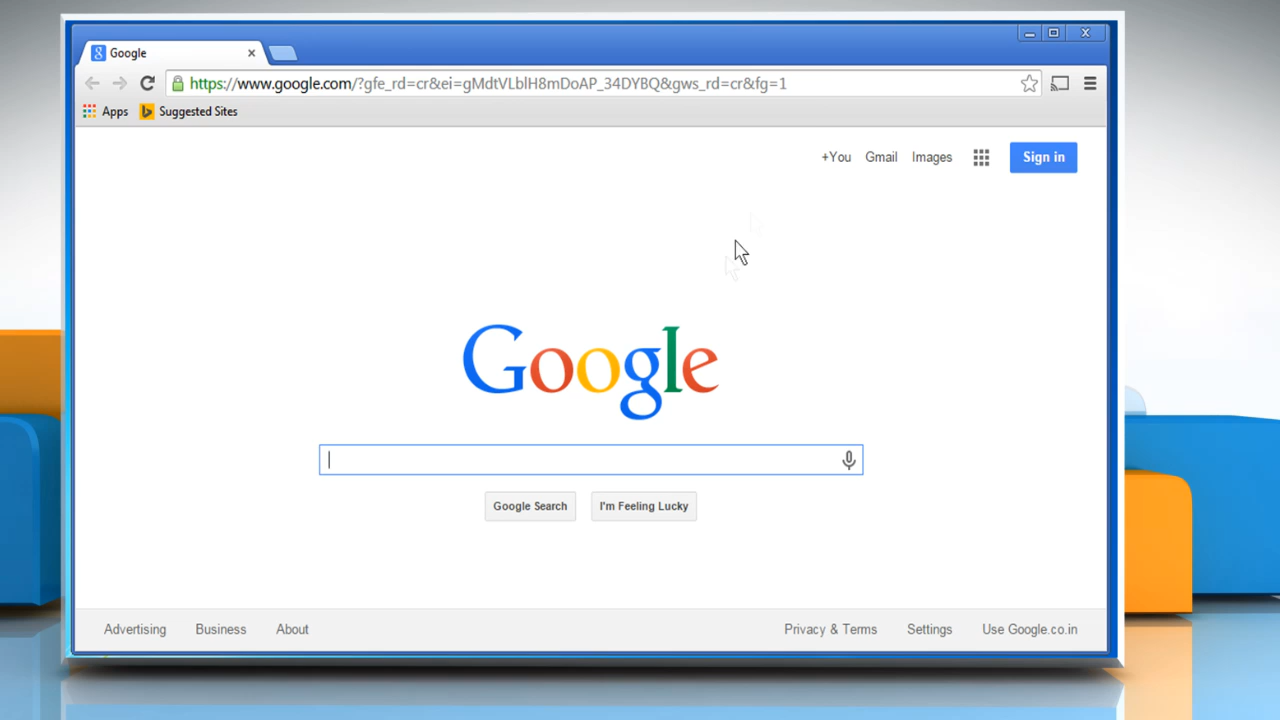 Google
https://www.google.com/?gfe_rd=cr&ei=gMdtVLblH8mDoAP_34DYBQ&gws_rd=cr&fg=1
Apps Suggested Sites
+You Gmail Images Sign in
Google
Google Search I'm Feeling Lucky
Advertising Business About Privacy & Terms Settings Use Google.co.in